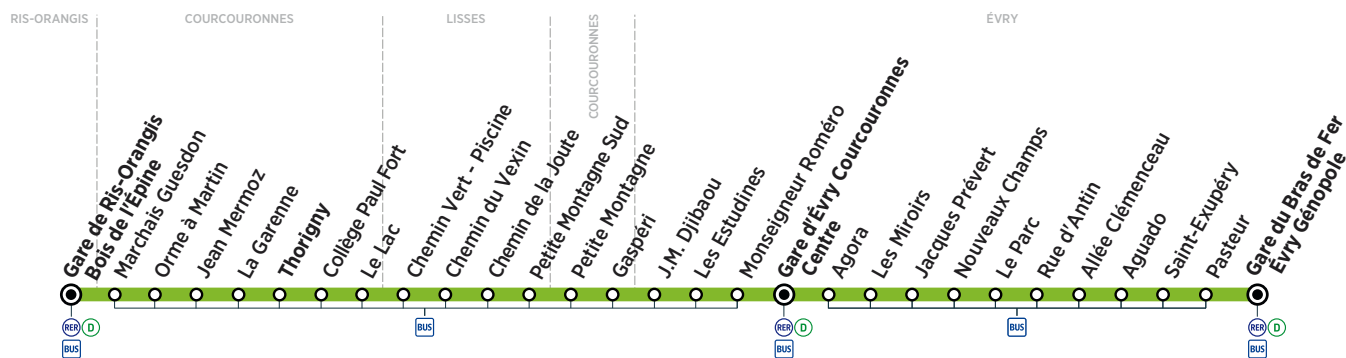 RIS-ORANGIS
COURCOURONNES
LISSES
COURCOURONNES
ÉVRY
Gare de Ris-Orangis
Bois de l'Épine
Marchais Guesdon
Orme à Martin
Jean Mermoz
La Garenne
Thorigny
Collège Paul Fort
Le Lac
Chemin Vert - Piscine
Chemin du Vexin
Chemin de la Joute
Petite Montagne Sud
Petite Montagne
Gaspéri
J.M. Djibaou
Les Estudines
Monseigneur Roméro
Gare d'Évry Courcouronnes
Centre
Agora
Les Miroirs
Jacques Prévert
Nouveaux Champs
Le Parc
Rue d'Antin
Allée Clémenceau
Aguado
Saint-Exupéry
Pasteur
Gare du Bras de Fer
Évry Génopole
RER D
BUS
BUS
RER D
BUS
BUS
RER D
BUS